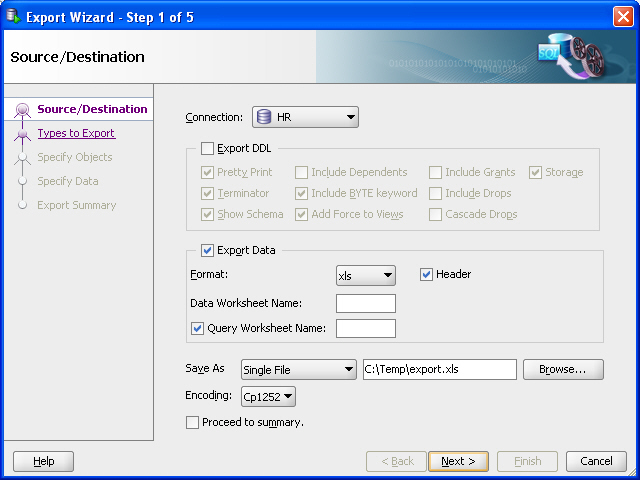 Export Wizard - Step 1 of 5
Source/Destination
SQL
010101010101010101010101
0101010101010
Source/Destination
Types to Export
Specify Objects
Specify Data
Export Summary
Connection: HR
Export DDL
Pretty Print Include Dependents Include Grants Storage
Terminator Include BYTE keyword Include Drops
Show Schema Add Force to Views Cascade Drops
Export Data
Format: xls Header
Data Worksheet Name:
Query Worksheet Name:
Save As Single File C:\Temp\export.xls Browse...
Encoding: Cp1252
Proceed to summary.
Help < Back Next > Finish Cancel